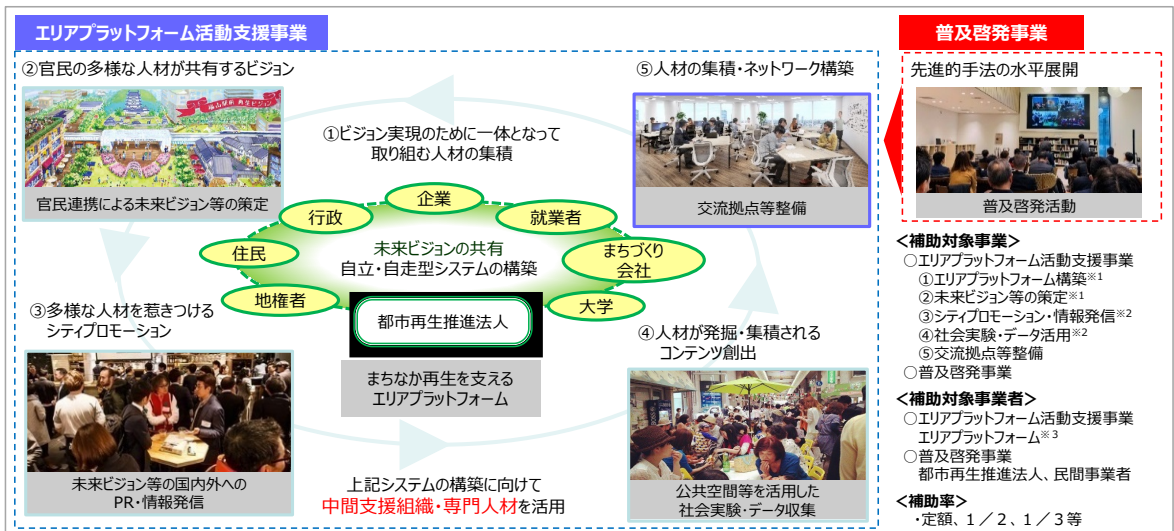 エリアプラットフォーム活動支援事業
②官民の多様な人材が共有するビジョン
福山駅前 再生ビジョン
官民連携による未来ビジョン等の策定
①ビジョン実現のために一体となって
取り組む人材の集積
⑤人材の集積・ネットワーク構築
交流拠点等整備
企業
行政
就業者
住民
まちづくり
会社
地権者
大学
未来ビジョンの共有
自立・自走型システムの構築
都市再生推進法人
まちなか再生を支える
エリアプラットフォーム
③多様な人材を惹きつける
シティプロモーション
未来ビジョン等の国内外への
PR・情報発信
④人材が発掘・集積される
コンテンツ創出
公共空間等を活用した
社会実験・データ収集
上記システムの構築に向けて
中間支援組織・専門人材を活用
普及啓発事業
先進的手法の水平展開
普及啓発活動
<補助対象事業>
○エリアプラットフォーム活動支援事業
①エリアプラットフォーム構築※1
②未来ビジョン等の策定※1
③シティプロモーション・情報発信※2
④社会実験・データ活用※2
⑤交流拠点等整備
○普及啓発事業
<補助対象事業者>
○エリアプラットフォーム活動支援事業
エリアプラットフォーム※3
○普及啓発事業
都市再生推進法人、民間事業者
<補助率>
・定額、1/2、1/3等